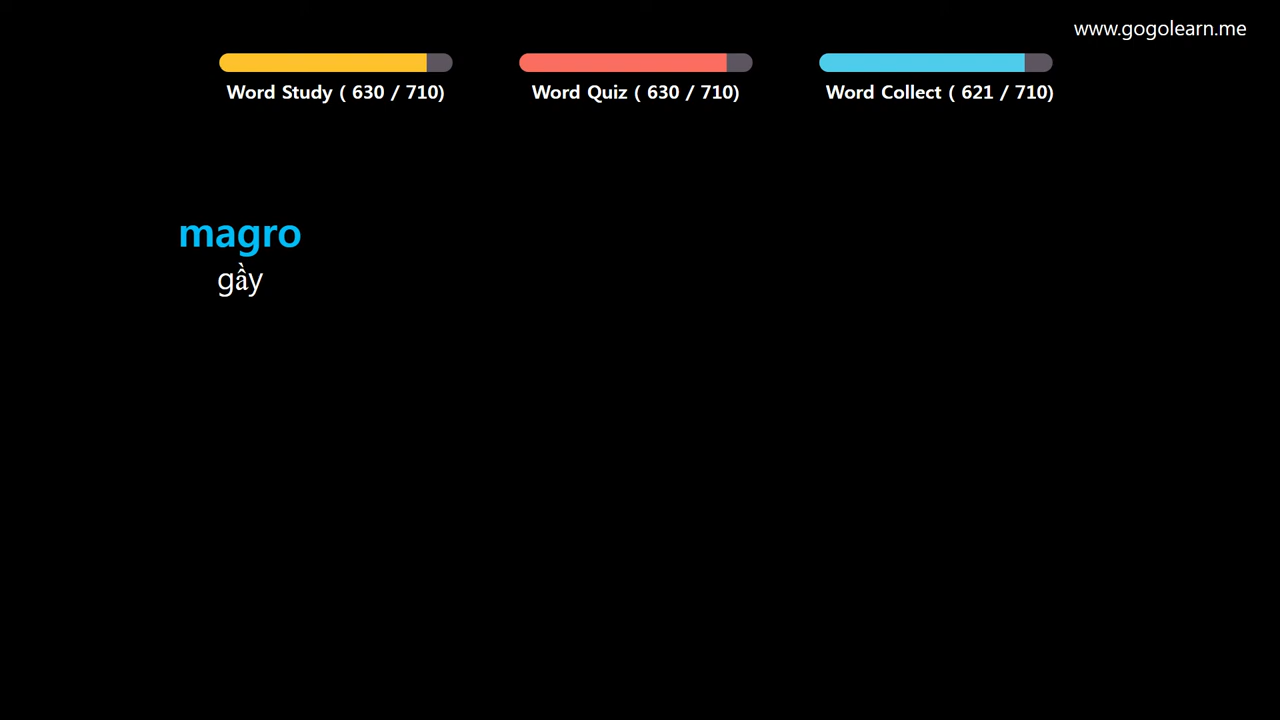 www.gogolearn.me
Word Study ( 630 / 710)
Word Quiz ( 630 / 710)
Word Collect ( 621 / 710)
magro
gầy